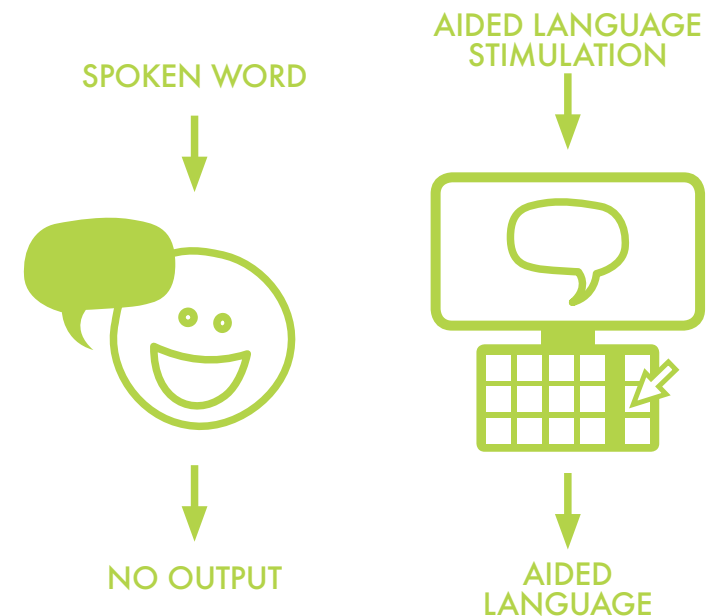 SPOKEN WORD
NO OUTPUT
AIDED LANGUAGE
STIMULATION
AIDED
LANGUAGE